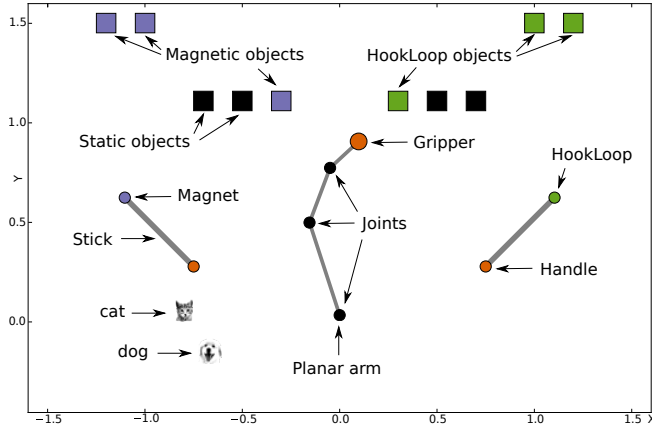 1.5
Magnetic objects
HookLoop objects
1.0
Static objects
Gripper
HookLoop
Y
Magnet
0.5
Stick
Joints
Handle
cat
0.0
dog
Planar arm
−1.5 −1.0 −0.5 0.0 0.5 1.0 1.5 X